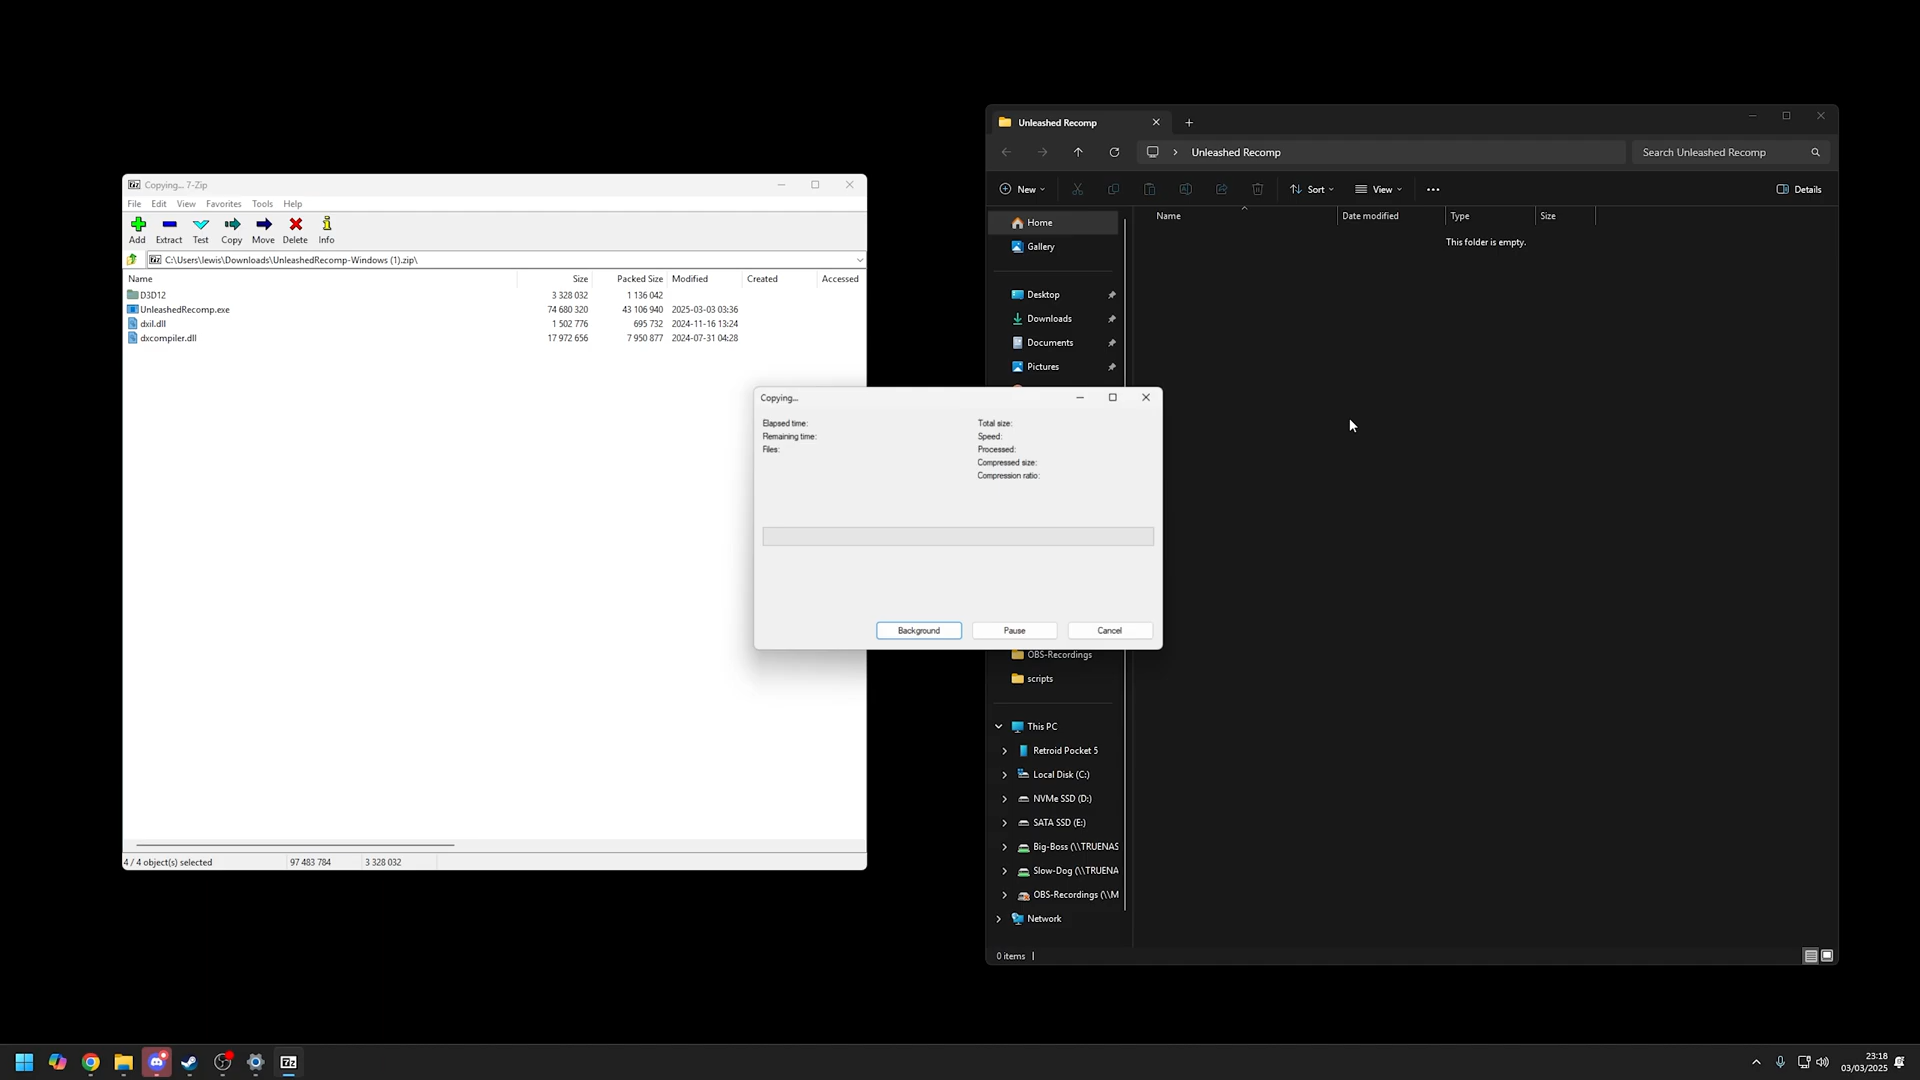 Copying... 7-Zip
File Edit View Favorites Tools Help
Add Extract Test Copy Move Delete Info
C:\Users\lewis\Downloads\UnleashedRecomp-Windows (1).zip\
Name Size Packed Size Modified Created Accessed
D3D12 3 328 032 1 136 042
UnleashedRecomp.exe 74 680 320 43 106 940 2025-03-03 03:36
dxil.dll 1 502 776 695 732 2024-11-16 13:24
dxcompiler.dll 17 972 656 7 950 877 2024-07-31 04:28
4 / 4 object(s) selected 97 483 784 3 328 032
Copying...
Elapsed time: Total size:
Remaining time: Speed:
Files: Processed:
Compressed size:
Compression ratio:
Background Pause Cancel
Unleashed Recomp
Unleashed Recomp Search Unleashed Recomp
New Sort View Details
Name Date modified Type Size
This folder is empty.
Home
Gallery
Desktop
Downloads
Documents
Pictures
OBS-Recordings
scripts
This PC
Retroid Pocket 5
Local Disk (C:)
NVMe SSD (D:)
SATA SSD (E:)
Big-Boss (\\TRUENAS
Slow-Dog (\\TRUENA
OBS-Recordings (\\M
Network
0 items
7z
23:18
03/03/2025